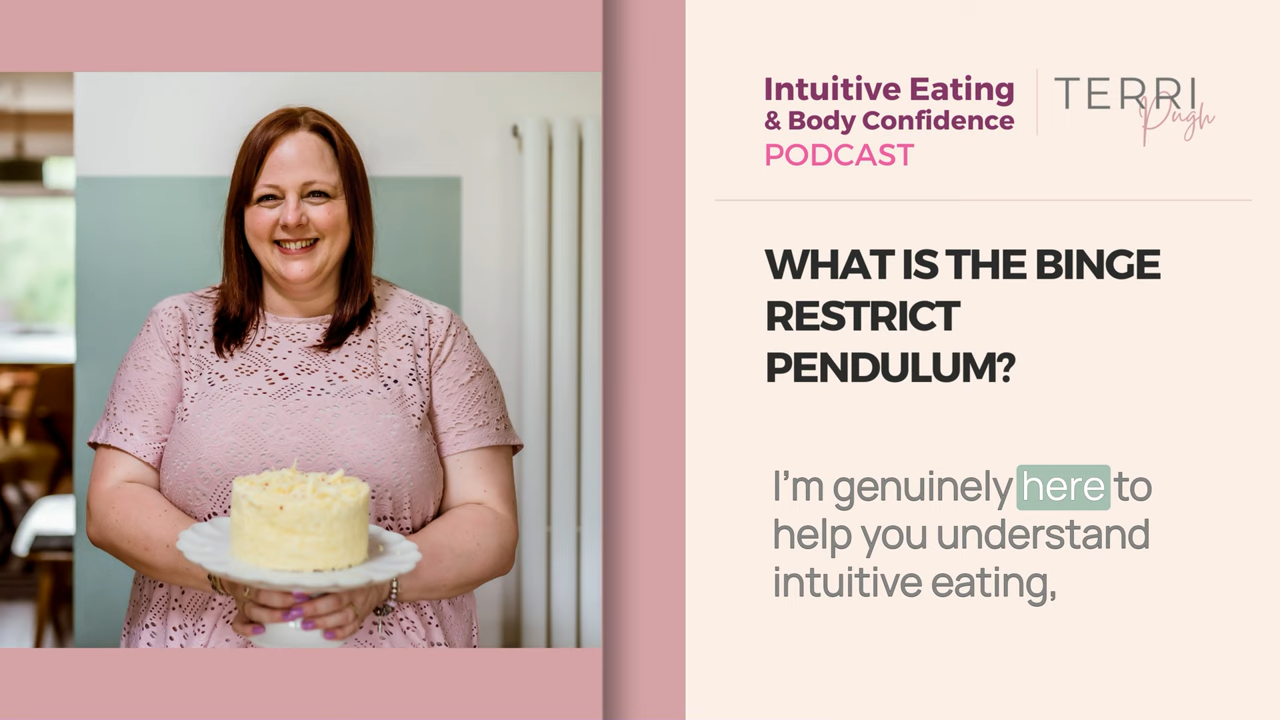 Intuitive Eating
& Body Confidence
PODCAST
TERRI
Pugh
WHAT IS THE BINGE
RESTRICT
PENDULUM?
I'm genuinely here to
help you understand
intuitive eating,